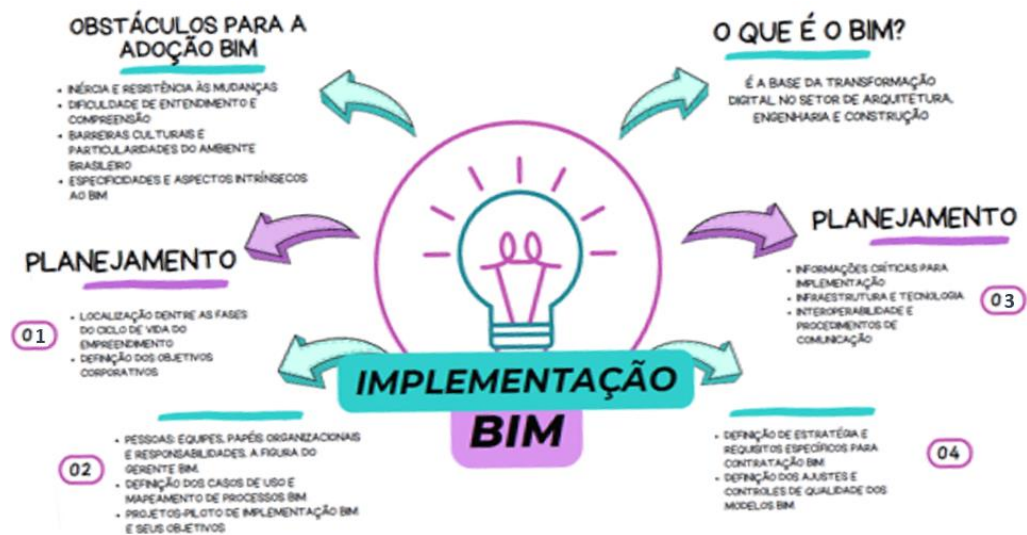 OBSTÁCULOS PARA A
ADOÇÃO BIM
• INÉRCIA E RESISTÊNCIA ÀS MUDANÇAS
• DIFICULDADE DE ENTENDIMENTO E
COMPREENSÃO
• BARREIRAS CULTURAIS E
PARTICULARIDADES DO AMBIENTE
BRASILEIRO
• ESPECIFICIDADES E ASPECTOS INTRÍNSECOS
AO BIM
O QUE É O BIM?
É A BASE DA TRANSFORMAÇÃO
DIGITAL NO SETOR DE ARQUITETURA,
ENGENHARIA E CONSTRUÇÃO
PLANEJAMENTO
01
• LOCALIZAÇÃO DENTRE AS FASES
DO CICLO DE VIDA DO
EMPREENDIMENTO
• DEFINIÇÃO DOS OBJETIVOS
CORPORATIVOS
02
• PESSOAS: EQUIPES, PAPÉIS ORGANIZACIONAIS
E RESPONSABILIDADES. A FIGURA DO
GERENTE BIM.
• DEFINIÇÃO DOS CASOS DE USO E
MAPEAMENTO DE PROCESSOS BIM
• PROJETOS-PILOTO DE IMPLEMENTAÇÃO BIM
E SEUS OBJETIVOS
PLANEJAMENTO
• INFORMAÇÕES CRÍTICAS PARA
IMPLEMENTAÇÃO
• INFRAESTRUTURA E TECNOLOGIA
• INTEROPERABILIDADE E
PROCEDIMENTOS DE
COMUNICAÇÃO
03
• DEFINIÇÃO DE ESTRATÉGIA E
REQUISITOS ESPECÍFICOS PARA
CONTRATAÇÃO BIM
• DEFINIÇÃO DOS AJUSTES E
CONTROLES DE QUALIDADE DOS
MODELOS BIM
04
IMPLEMENTAÇÃO
BIM